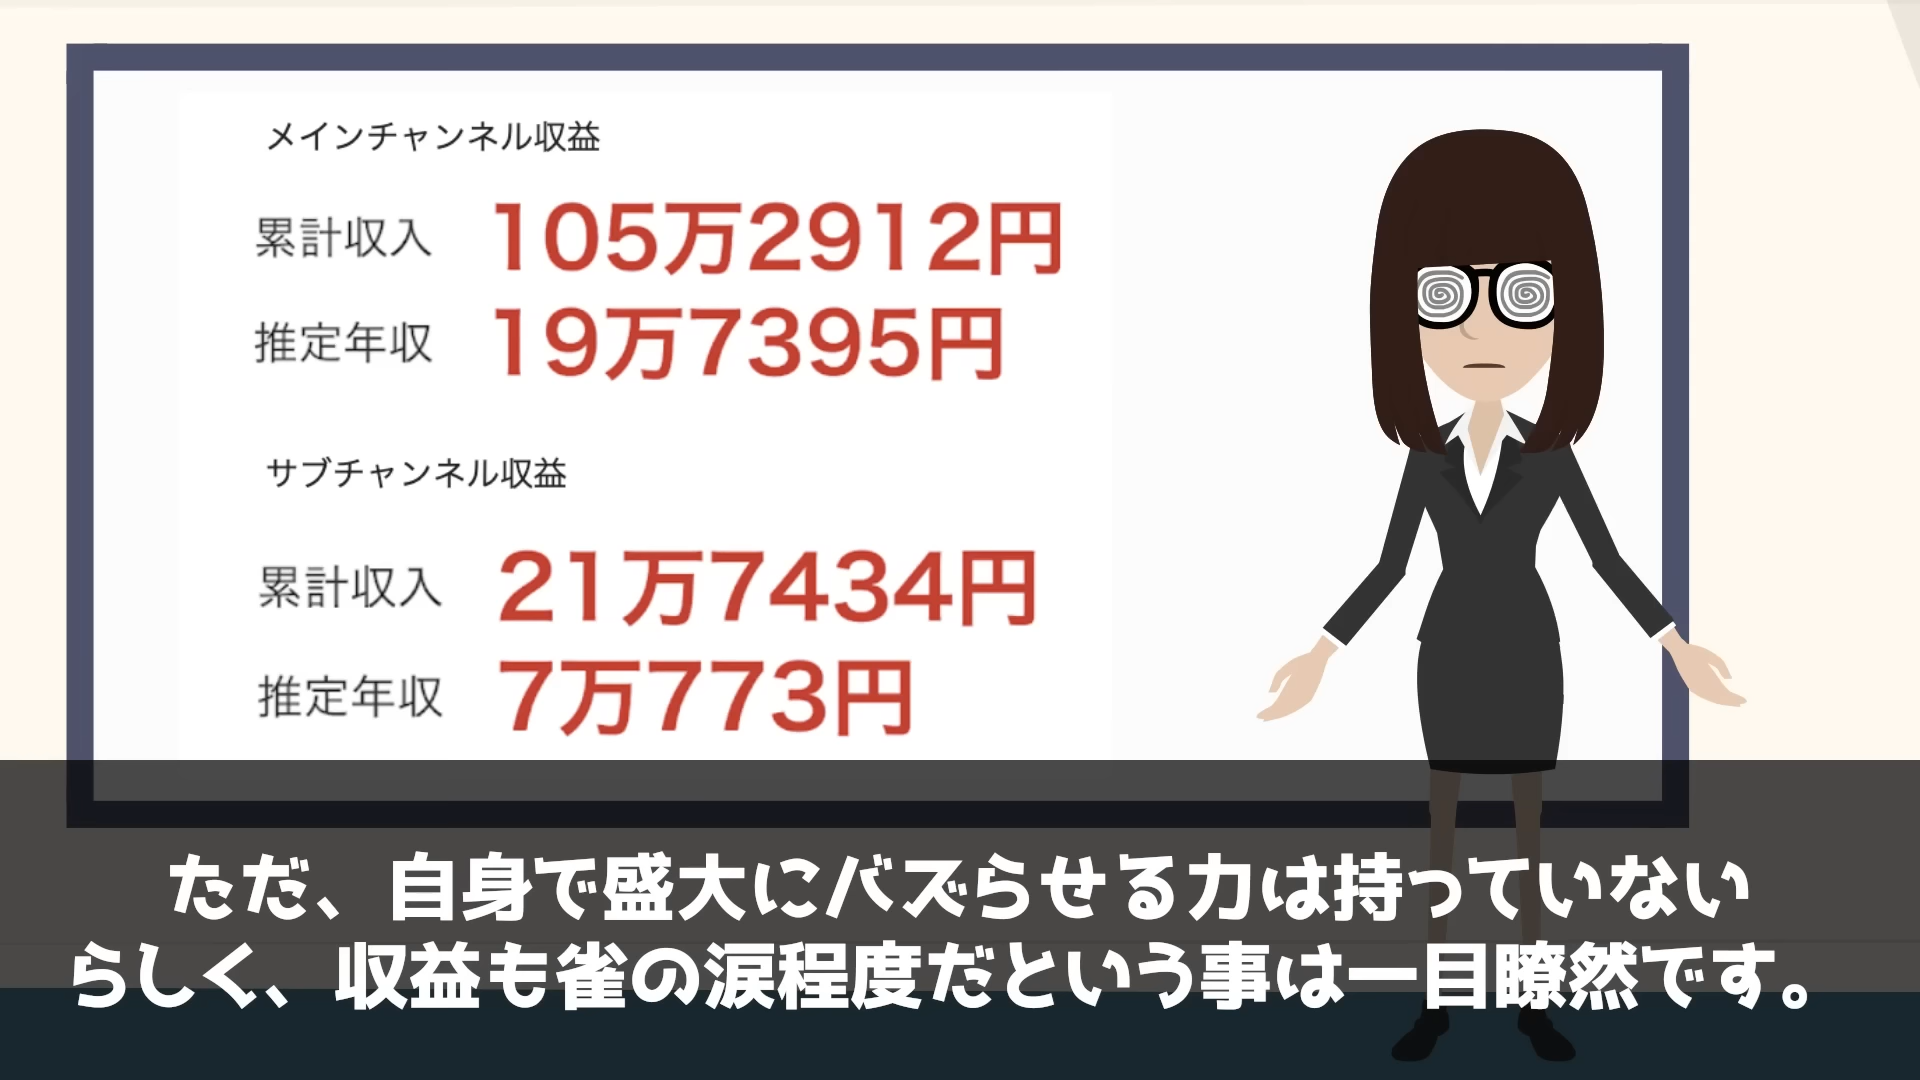 メインチャンネル収益
累計収入 105万2912円
推定年収 19万7395円
サブチャンネル収益
累計収入 21万7434円
推定年収 7万773円
ただ、自身で盛大にバズらせる力は持っていない
らしく、収益も雀の涙程度だという事は一目瞭然です。